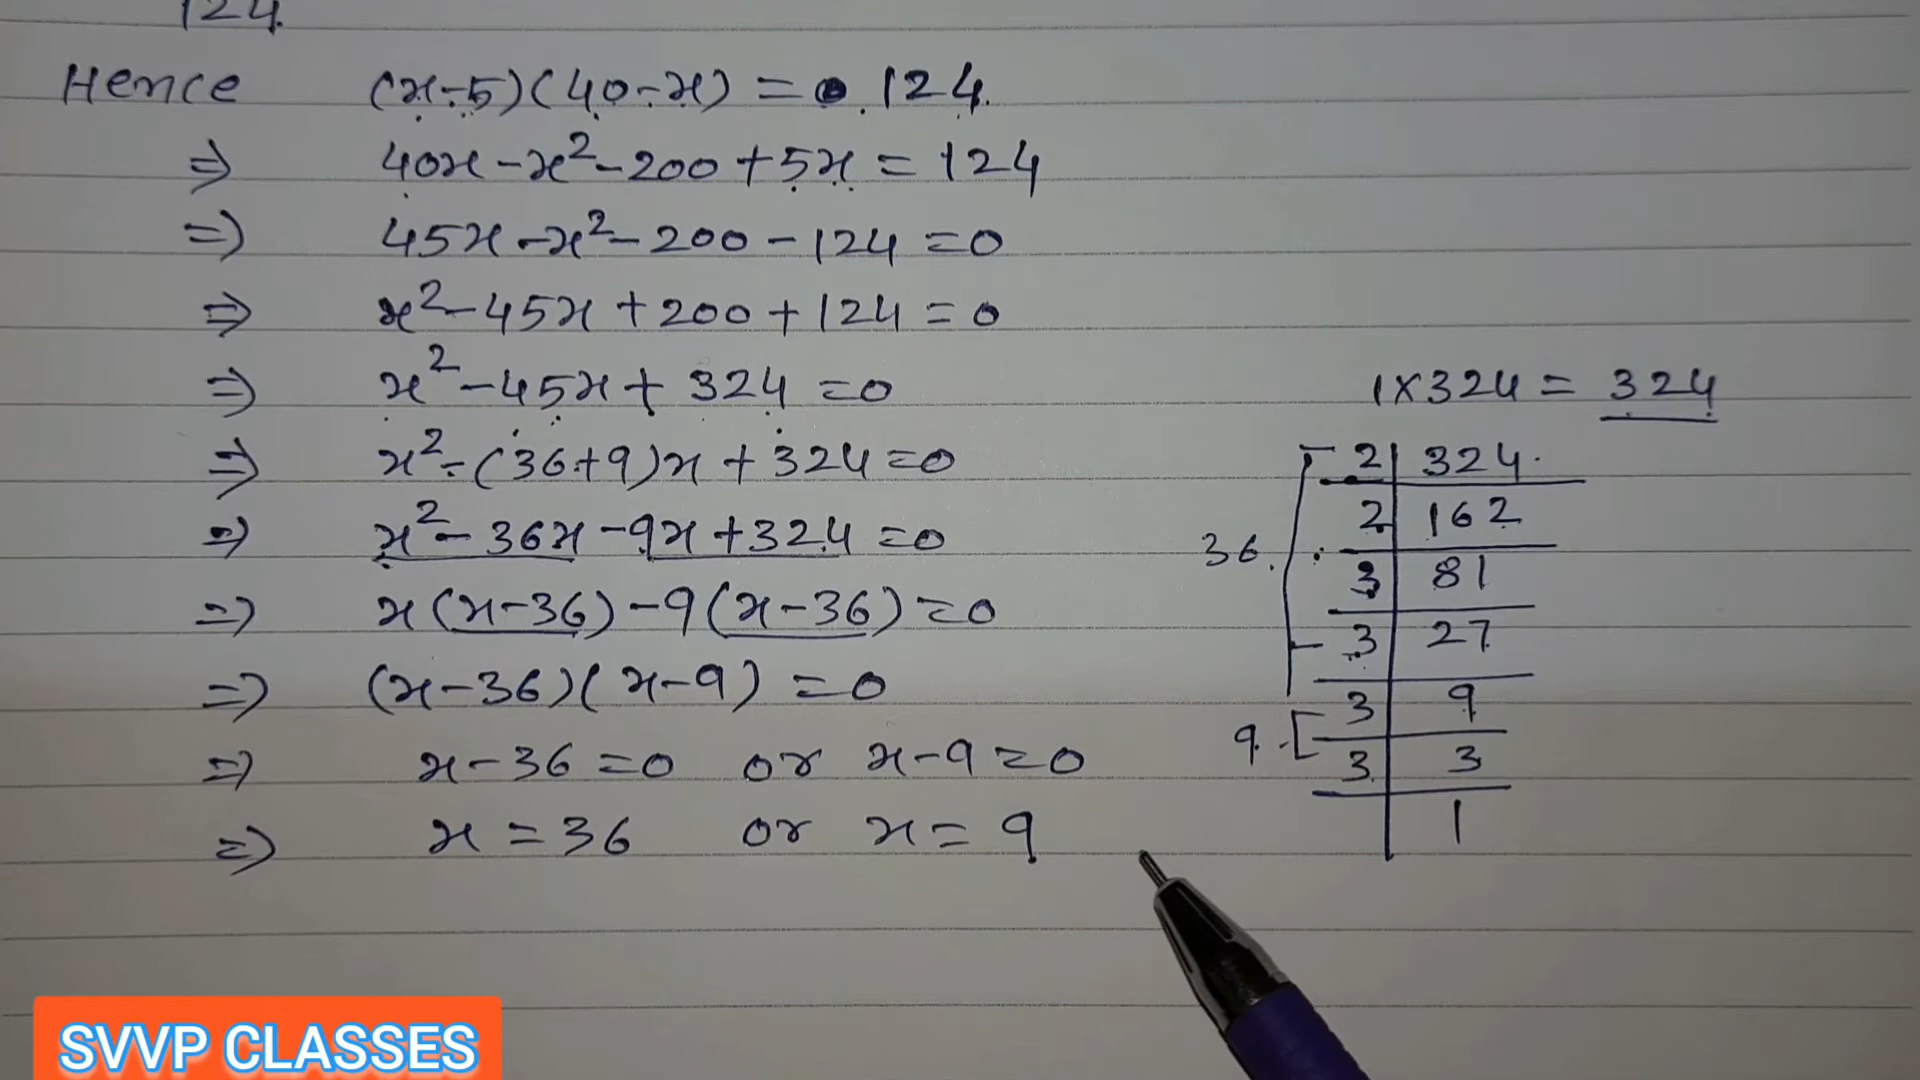 124.
Hence (x-5)(40-x) = 124.
⇒ 40x-x²-200+5x = 124
⇒ 45x-x²-200-124=0
⇒ x²-45x+200+124=0
⇒ x²-45x+324=0
⇒ x²-(36+9)x+324=0
⇒ x²-36x-9x+324=0
⇒ x(x-36)-9(x-36)=0
⇒ (x-36)(x-9)=0
⇒ x-36=0 or x-9=0
⇒ x=36 or x=9
1×324=324
2|324
2|162
36. 3|81
3|27
3|9
9. 3|3
1
SVVP CLASSES